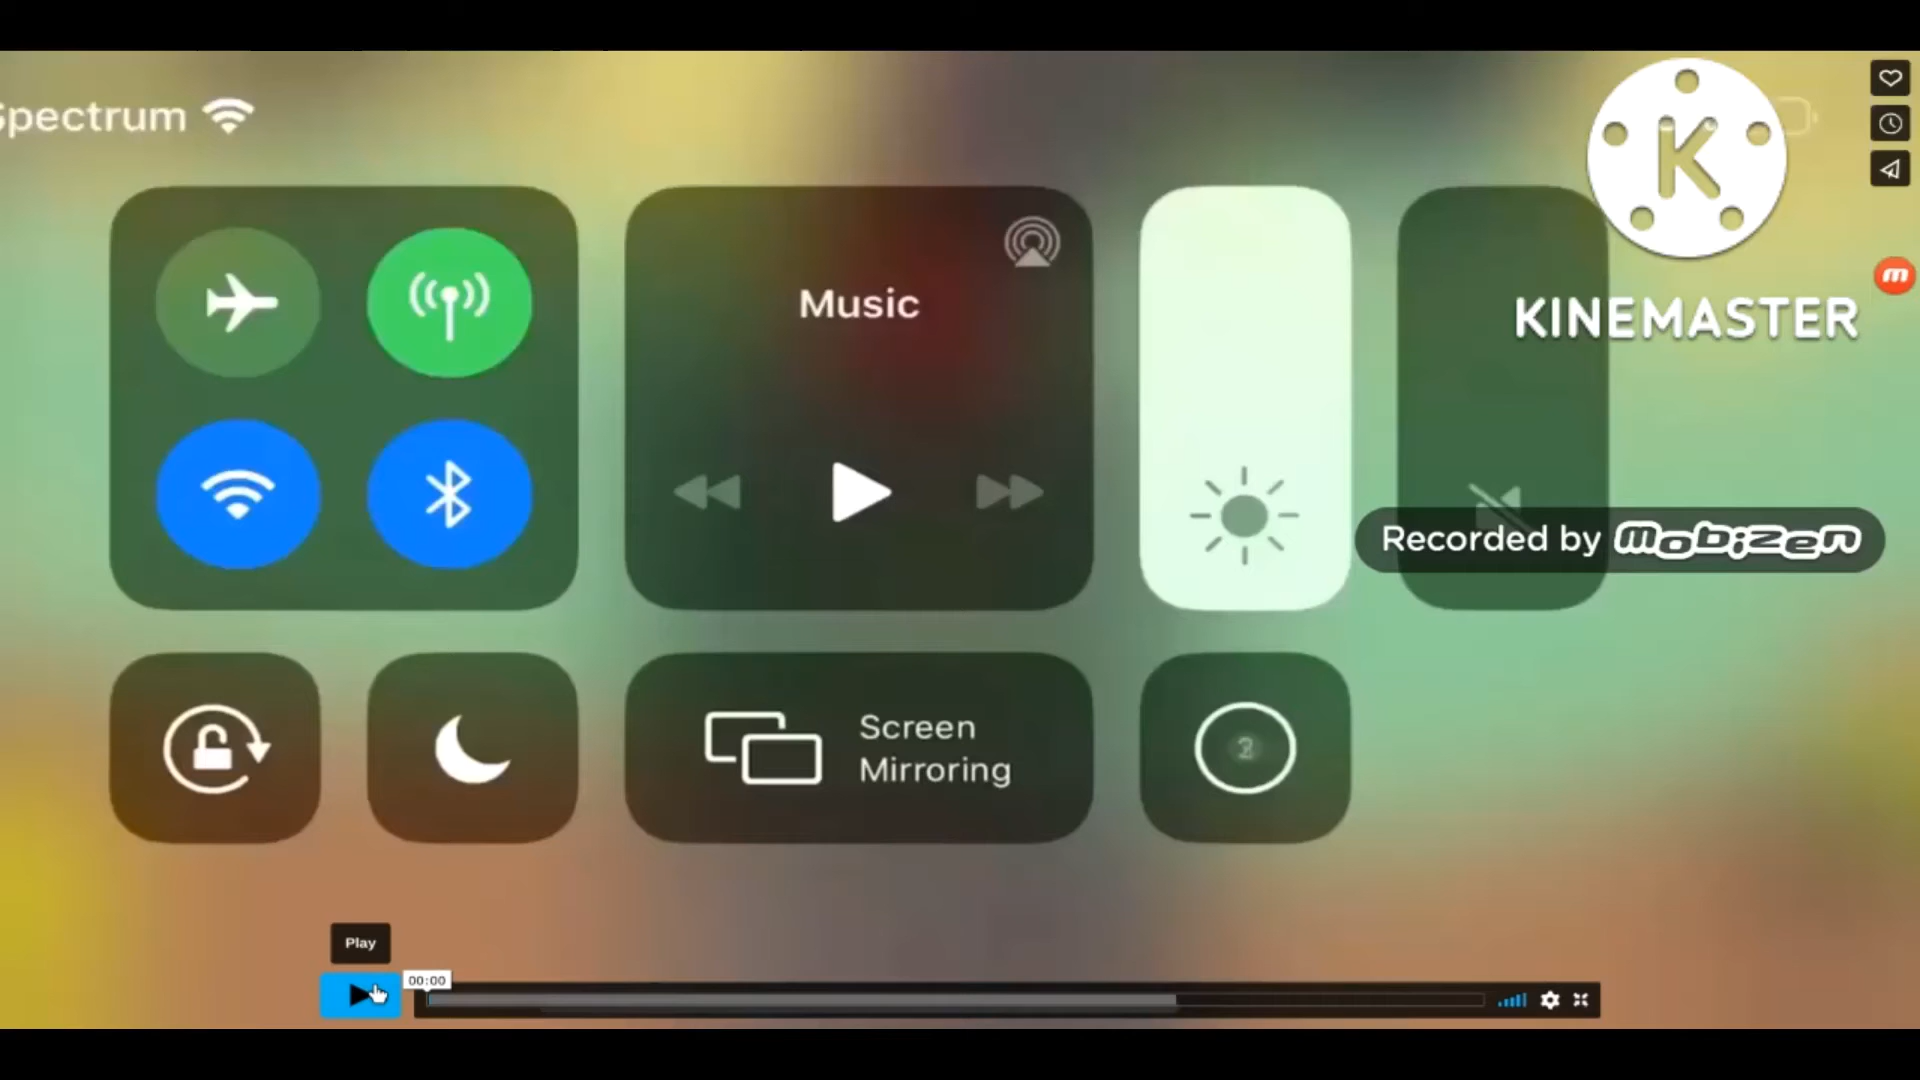 Spectrum
K
KINEMASTER
m
Music
Recorded by mobizen
Screen
Mirroring
Play
00:00